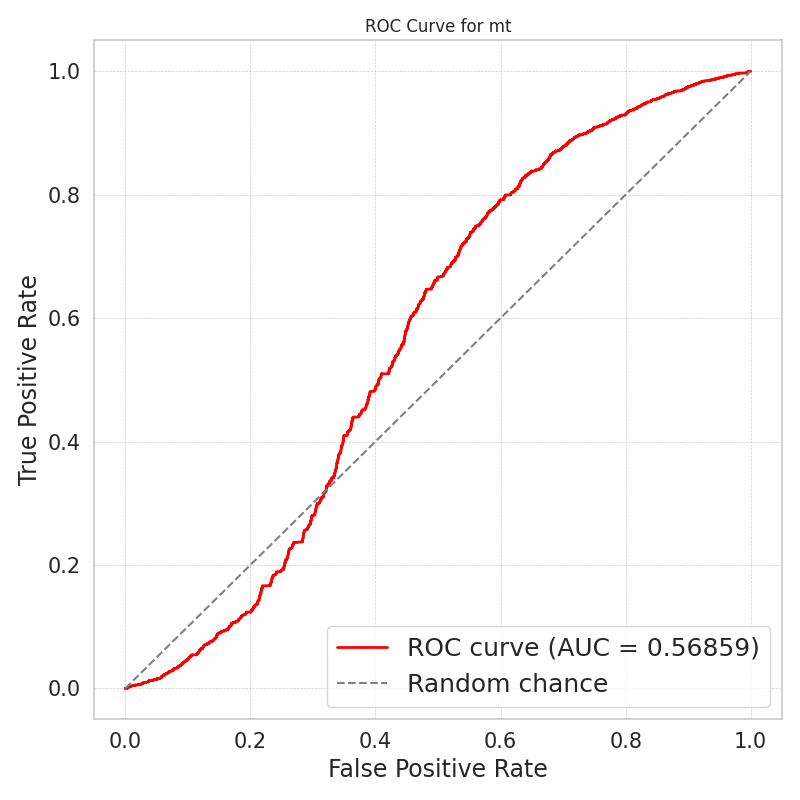 ROC Curve for mt
True Positive Rate
1.0
0.8
0.6
0.4
0.2
0.0
ROC curve (AUC = 0.56859)
Random chance
0.0 0.2 0.4 0.6 0.8 1.0
False Positive Rate